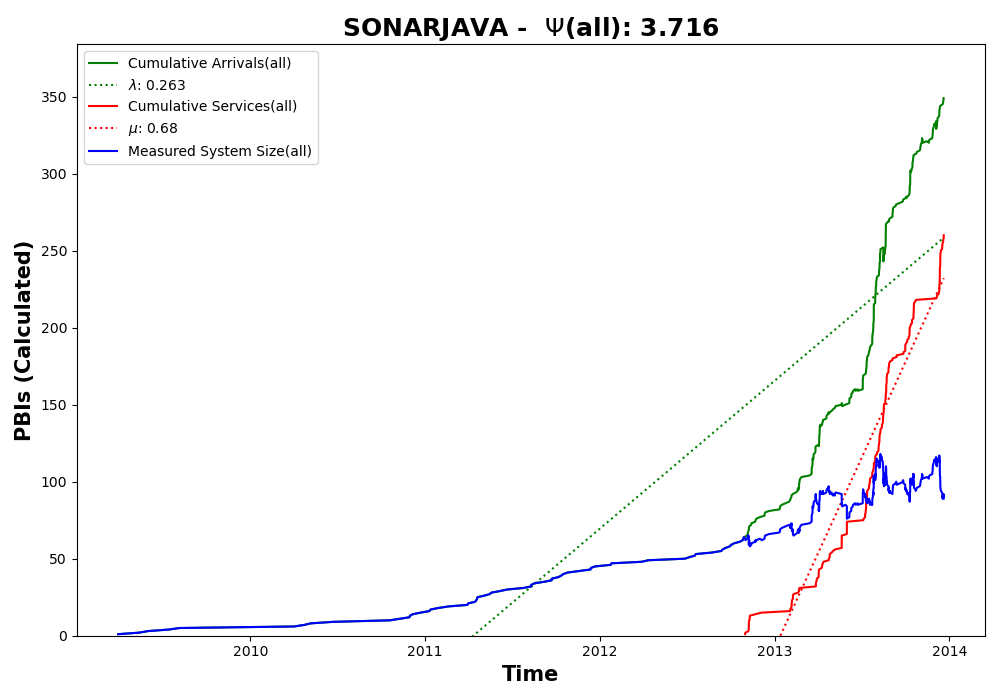 SONARJAVA - Ψ(all): 3.716
Cumulative Arrivals(all)
λ: 0.263
Cumulative Services(all)
μ: 0.68
Measured System Size(all)
PBIs (Calculated)
350
300
250
200
150
100
50
0
2010 2011 2012 2013 2014
Time